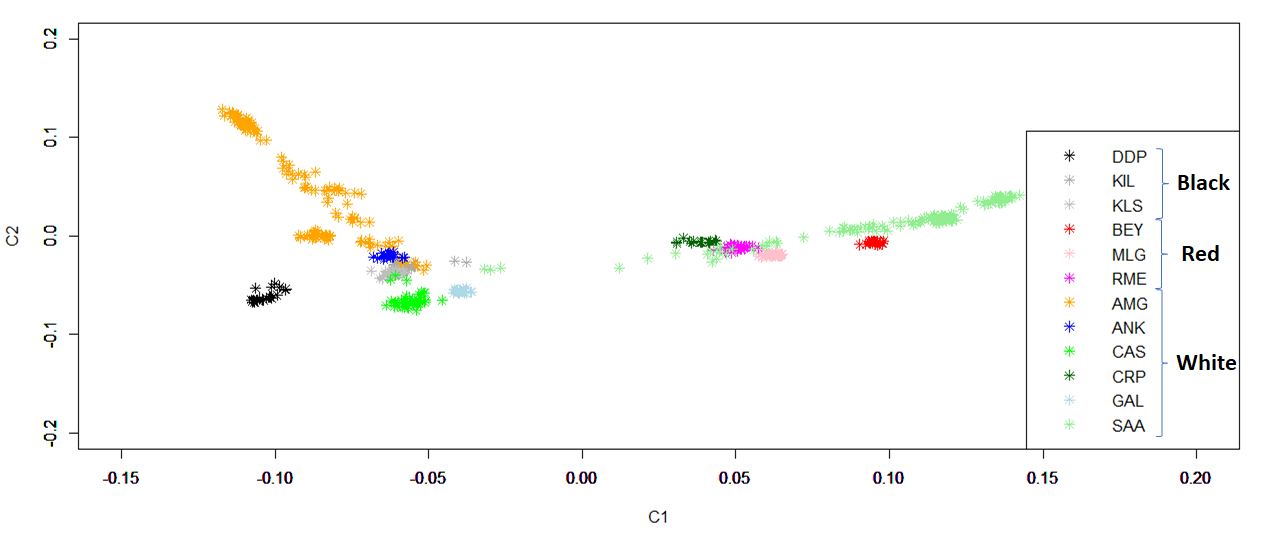 C2
0.2
0.1
0.0
-0.1
-0.2
DDP
KIL
KLS
Black
BEY
MLG
RME
Red
AMG
ANK
CAS
CRP
GAL
SAA
White
-0.15 -0.10 -0.05 0.00 0.05 0.10 0.15 0.20
C1